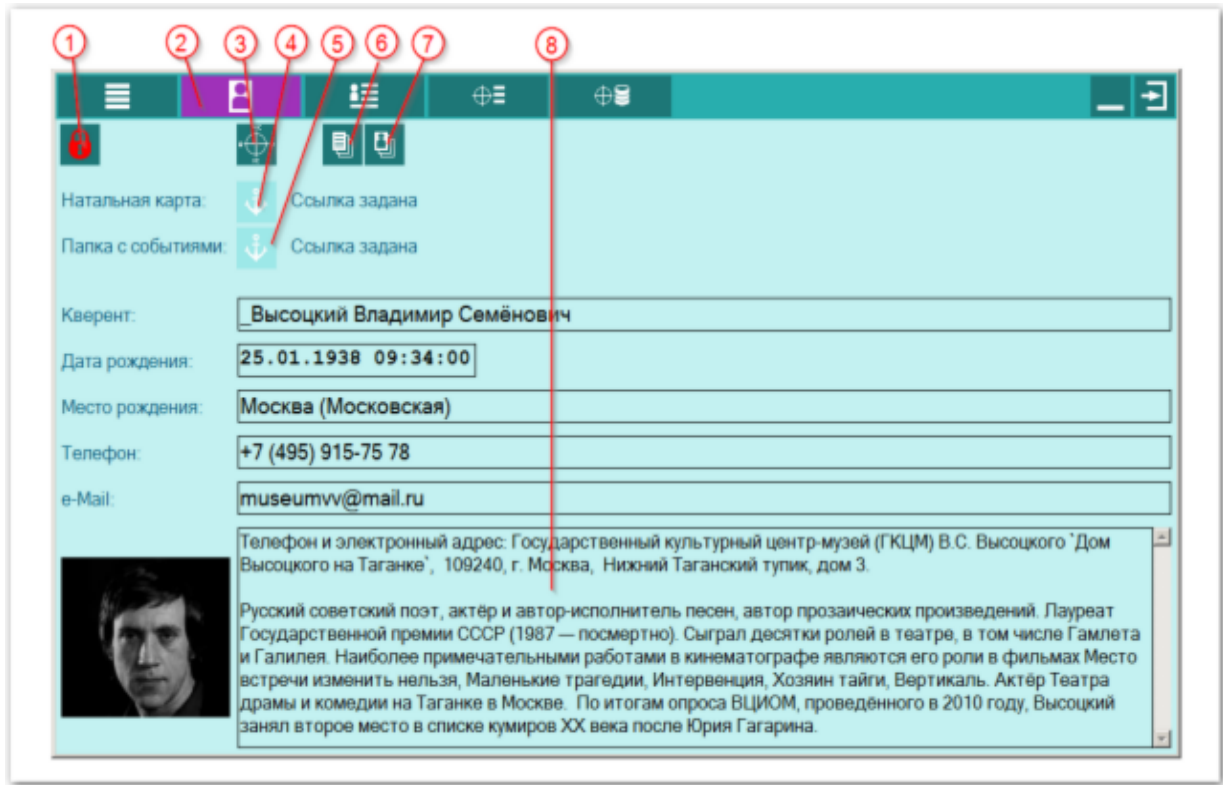 1 2 3 4 5 6 7 8
Натальная карта: Ссылка задана
Папка с событиями: Ссылка задана
Кверент: _Высоцкий Владимир Семёнович
Дата рождения: 25.01.1938 09:34:00
Место рождения: Москва (Московская)
Телефон: +7 (495) 915-75 78
e-Mail: museumvv@mail.ru
Телефон и электронный адрес: Государственный культурный центр-музей (ГКЦМ) В.С. Высоцкого `Дом
Высоцкого на Таганке`, 109240, г. Москва, Нижний Таганский тупик, дом 3.
Русский советский поэт, актёр и автор-исполнитель песен, автор прозаических произведений. Лауреат
Государственной премии СССР (1987 — посмертно). Сыграл десятки ролей в театре, в том числе Гамлета
и Галилея. Наиболее примечательными работами в кинематографе являются его роли в фильмах Место
встречи изменить нельзя, Маленькие трагедии, Интервенция, Хозяин тайги, Вертикаль. Актёр Театра
драмы и комедии на Таганке в Москве. По итогам опроса ВЦИОМ, проведённого в 2010 году, Высоцкий
занял второе место в списке кумиров XX века после Юрия Гагарина.